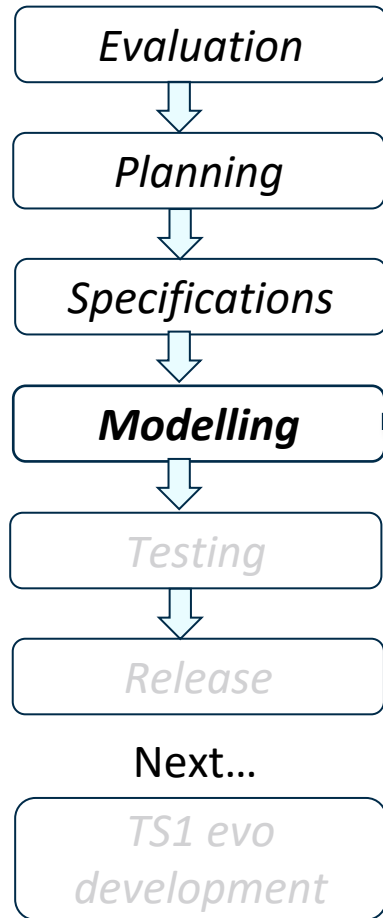 Evaluation
Planning
Specifications
Modelling
Testing
Release
Next...
TS1 evo
development